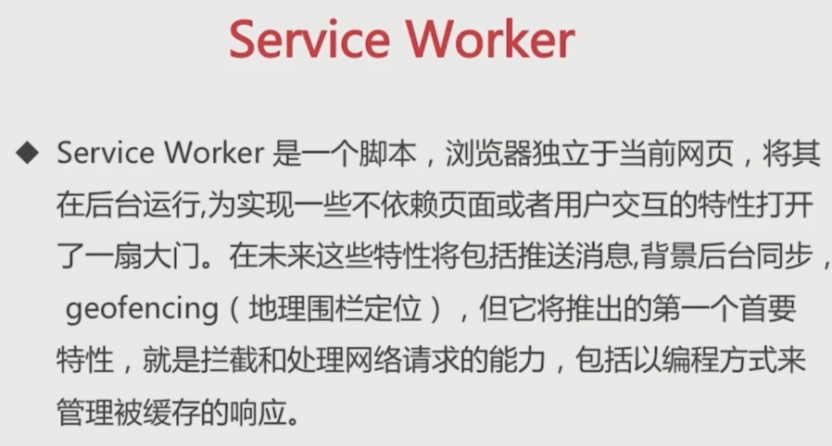 Service Worker
◆ Service Worker 是一个脚本，浏览器独立于当前网页，将其
在后台运行,为实现一些不依赖页面或者用户交互的特性打开
了一扇大门。在未来这些特性将包括推送消息,背景后台同步，
geofencing（地理围栏定位），但它将推出的第一个首要
特性，就是拦截和处理网络请求的能力，包括以编程方式来
管理被缓存的响应。